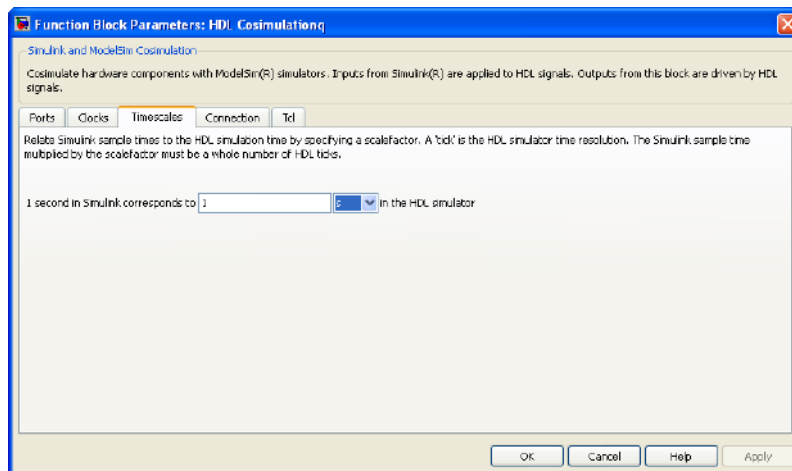 Function Block Parameters: HDL Cosimulationq
Simulink and ModelSim Cosimulation
Cosimulate hardware components with ModelSim(R) simulators. Inputs from Simulink(R) are applied to HDL signals. Outputs from this block are driven by HDL
signals.
Ports Clocks Timescales Connection Tcl
Relate Simulink sample times to the HDL simulation time by specifying a scalefactor. A 'tick' is the HDL simulator time resolution. The Simulink sample time
multiplied by the scalefactor must be a whole number of HDL ticks.
1 second in Simulink corresponds to 1 s in the HDL simulator
OK Cancel Help Apply